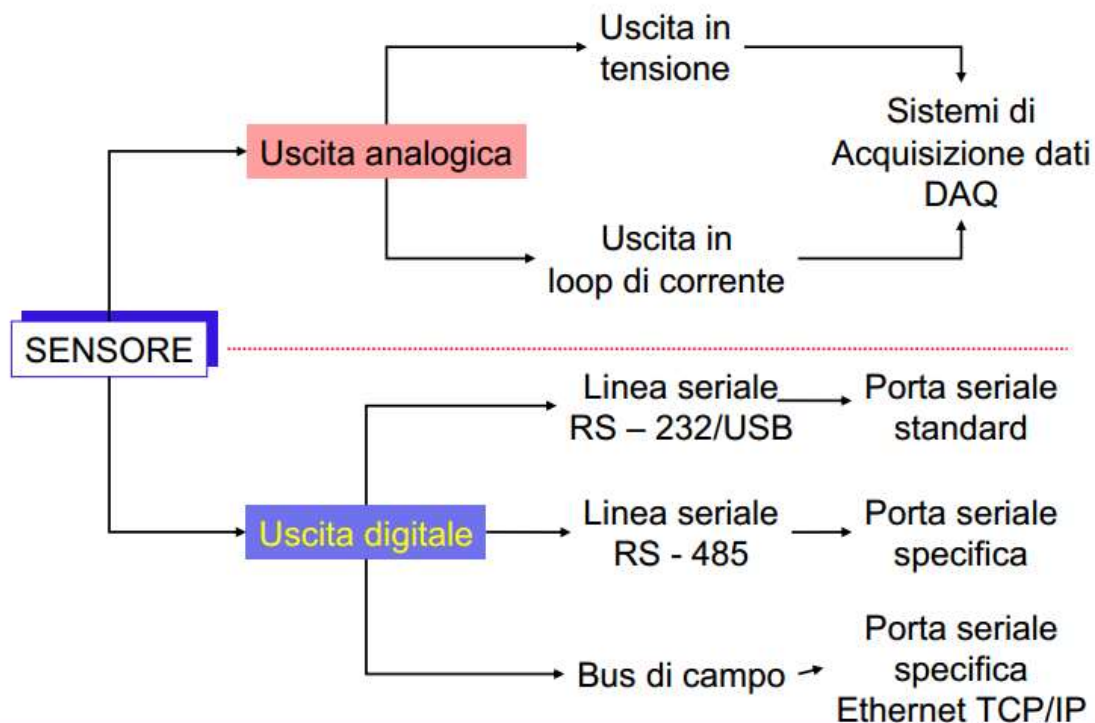 Uscita in
tensione
Sistemi di
Acquisizione dati
DAQ
Uscita analogica
Uscita in
loop di corrente
SENSORE
Linea seriale
RS – 232/USB
Porta seriale
standard
Uscita digitale
Linea seriale
RS - 485
Porta seriale
specifica
Bus di campo
Porta seriale
specifica
Ethernet TCP/IP